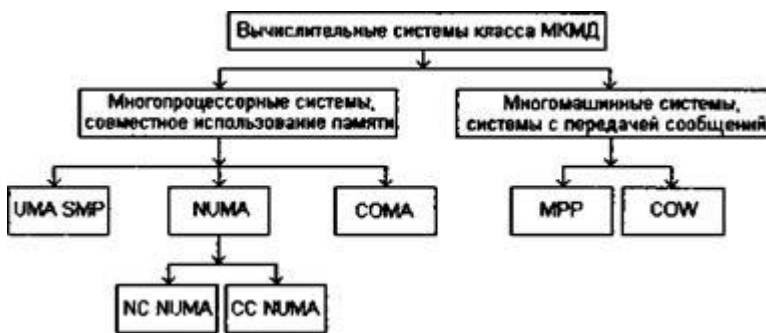 Вычислительные системы класса МКМД
Многопроцессорные системы,
совместное использование памяти
Многомашинные системы,
системы с передачей сообщений
UMA SMP
NUMA
COMA
MPP
COW
NC NUMA
CC NUMA